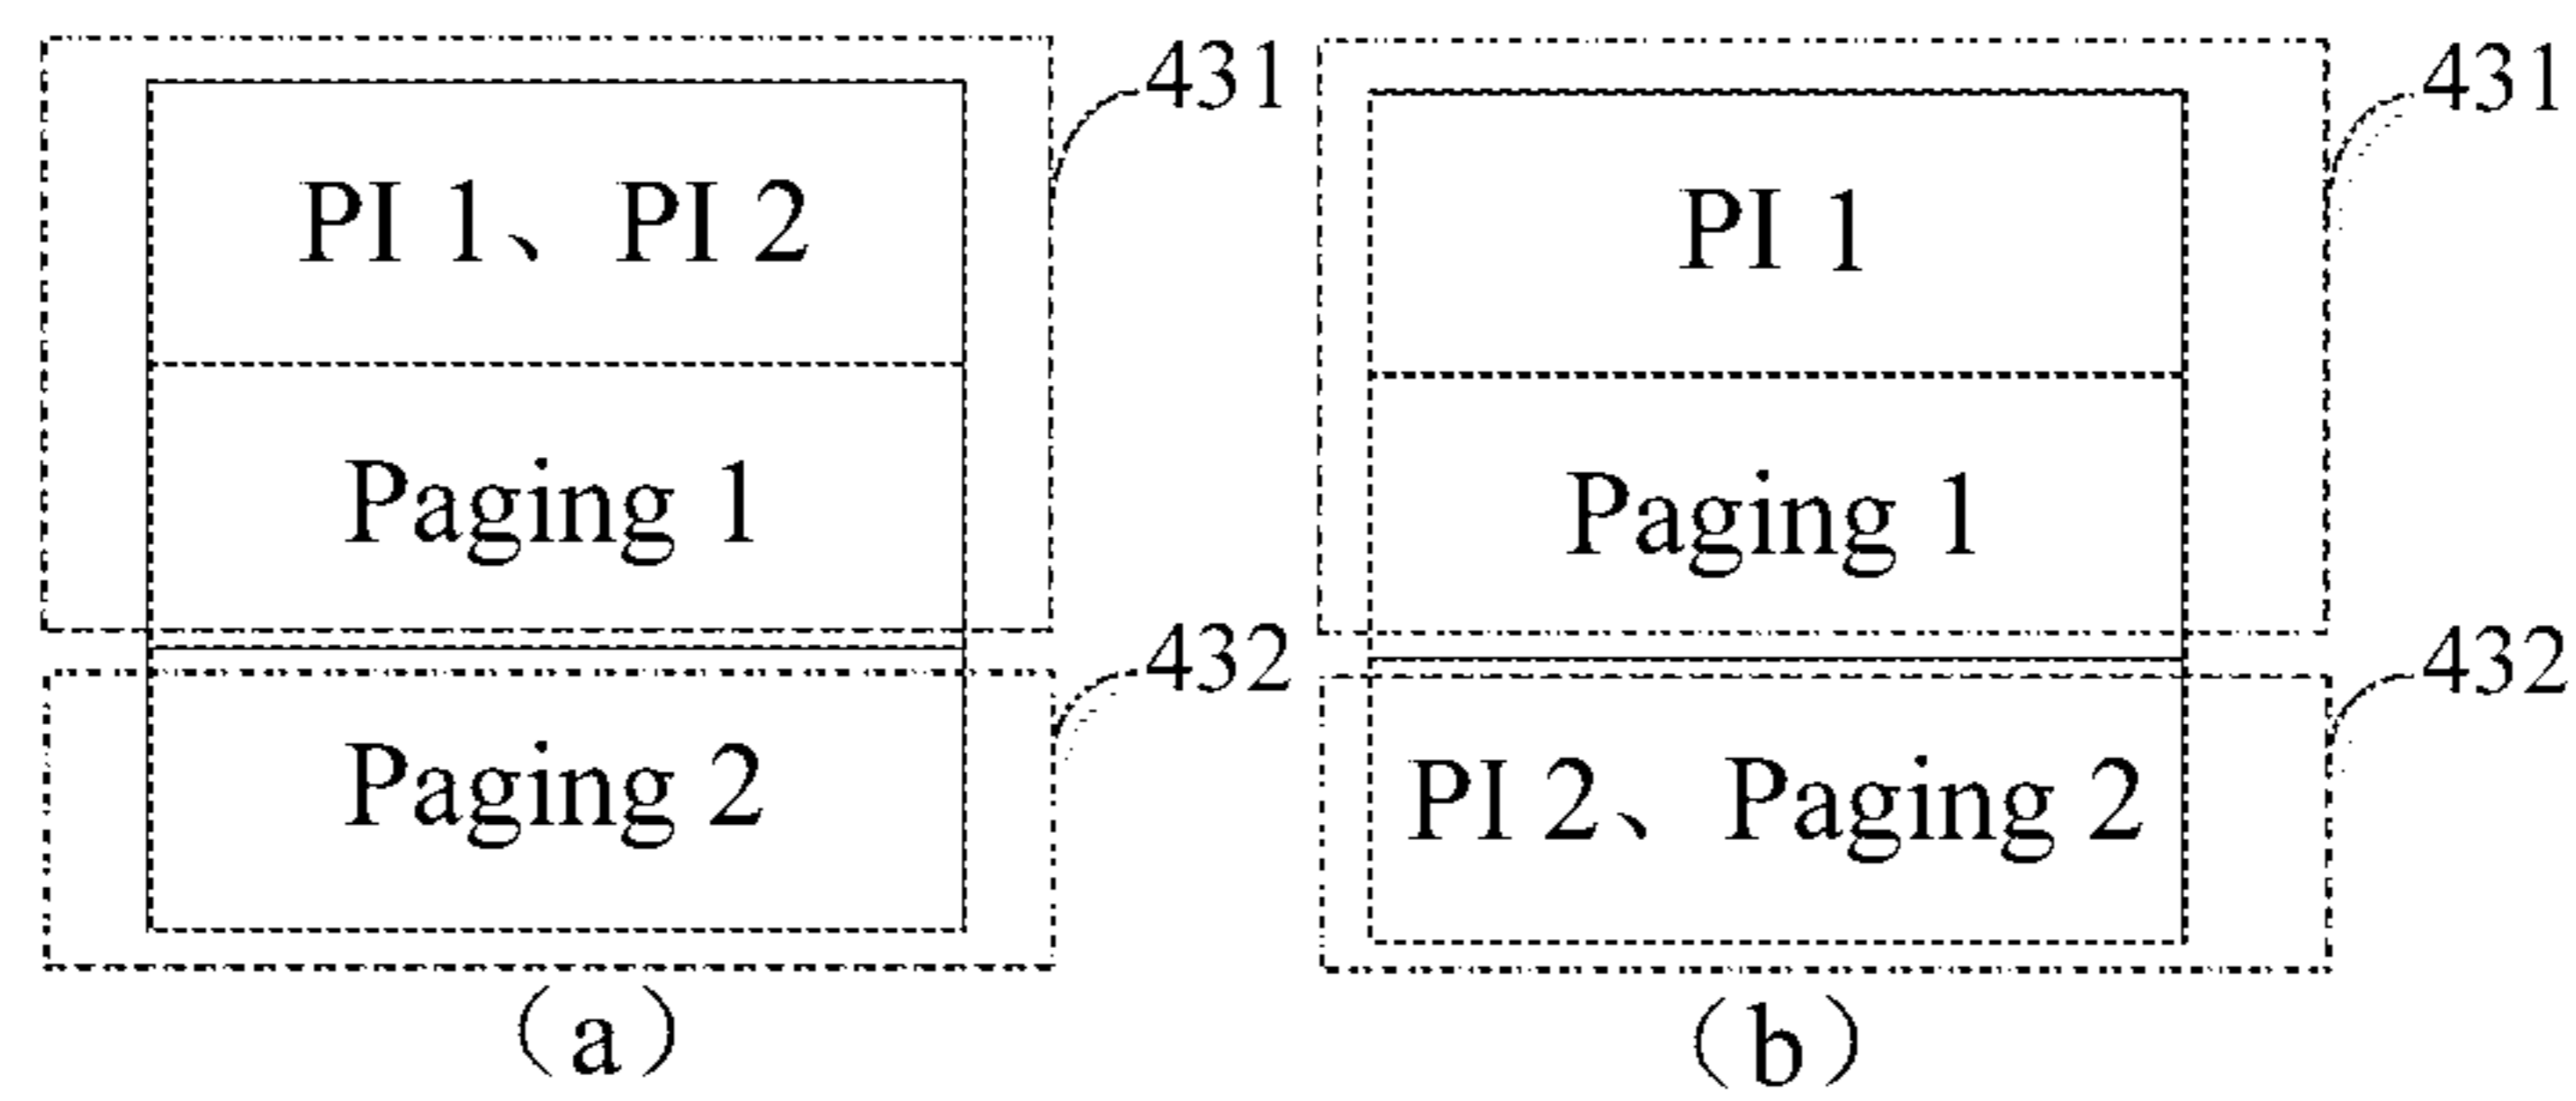 431
PI 1、PI 2
Paging 1
432
Paging 2
(a)
431
PI 1
Paging 1
432
PI 2、Paging 2
(b)